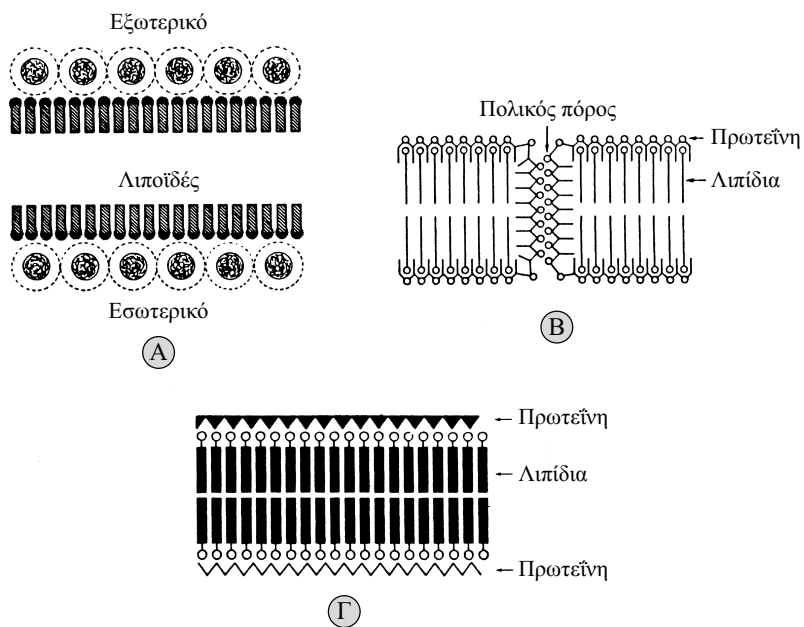 Εξωτερικό
Λιποϊδές
Εσωτερικό
Α
Πολικός πόρος
Πρωτεΐνη
Λιπίδια
Β
Πρωτεΐνη
Λιπίδια
Πρωτεΐνη
Γ